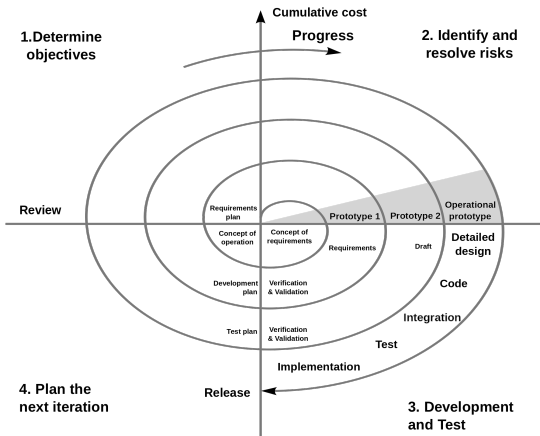 Cumulative cost
1.Determine
objectives
Progress
2. Identify and
resolve risks
Review
Requirements
plan
Prototype 1
Prototype 2
Operational
prototype
Concept of
operation
Concept of
requirements
Requirements
Draft
Detailed
design
Development
plan
Verification
& Validation
Code
Integration
Test plan
Verification
& Validation
Test
Implementation
Release
4. Plan the
next iteration
3. Development
and Test